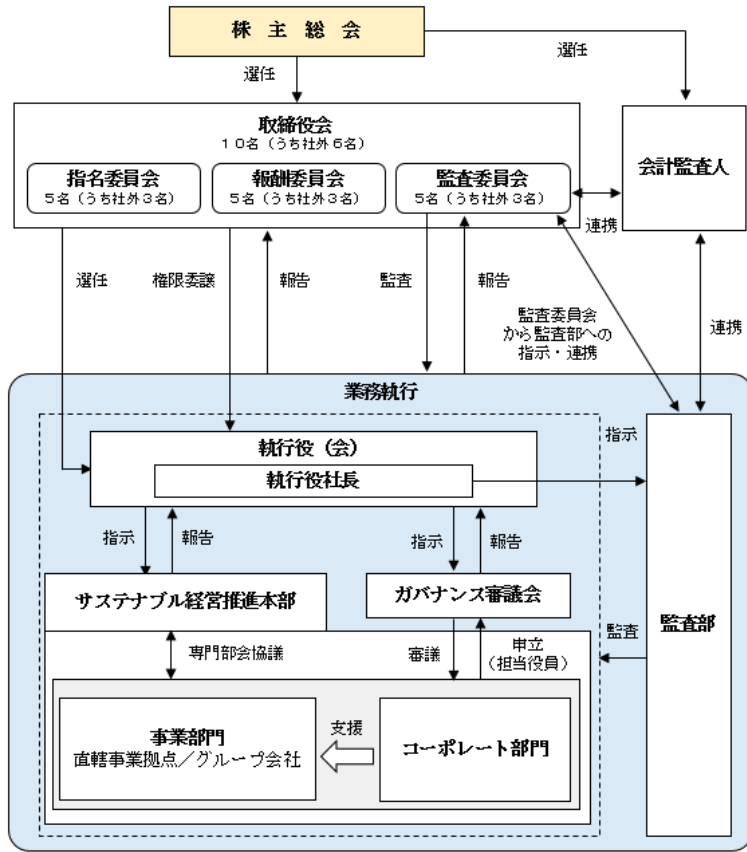 株 主 総 会
選任
選任
取締役会
10名（うち社外6名）
指名委員会
5名（うち社外3名）
報酬委員会
5名（うち社外3名）
監査委員会
5名（うち社外3名）
会計監査人
連携
選任
権限委譲
報告
監査
報告
監査委員会
から監査部への
指示・連携
連携
業務執行
執行役（会）
執行役社長
指示
指示
報告
指示
報告
サステナブル経営推進本部
ガバナンス審議会
監査部
監査
専門部会協議
審議
申立
（担当役員）
事業部門
直轄事業拠点／グループ会社
支援
コーポレート部門